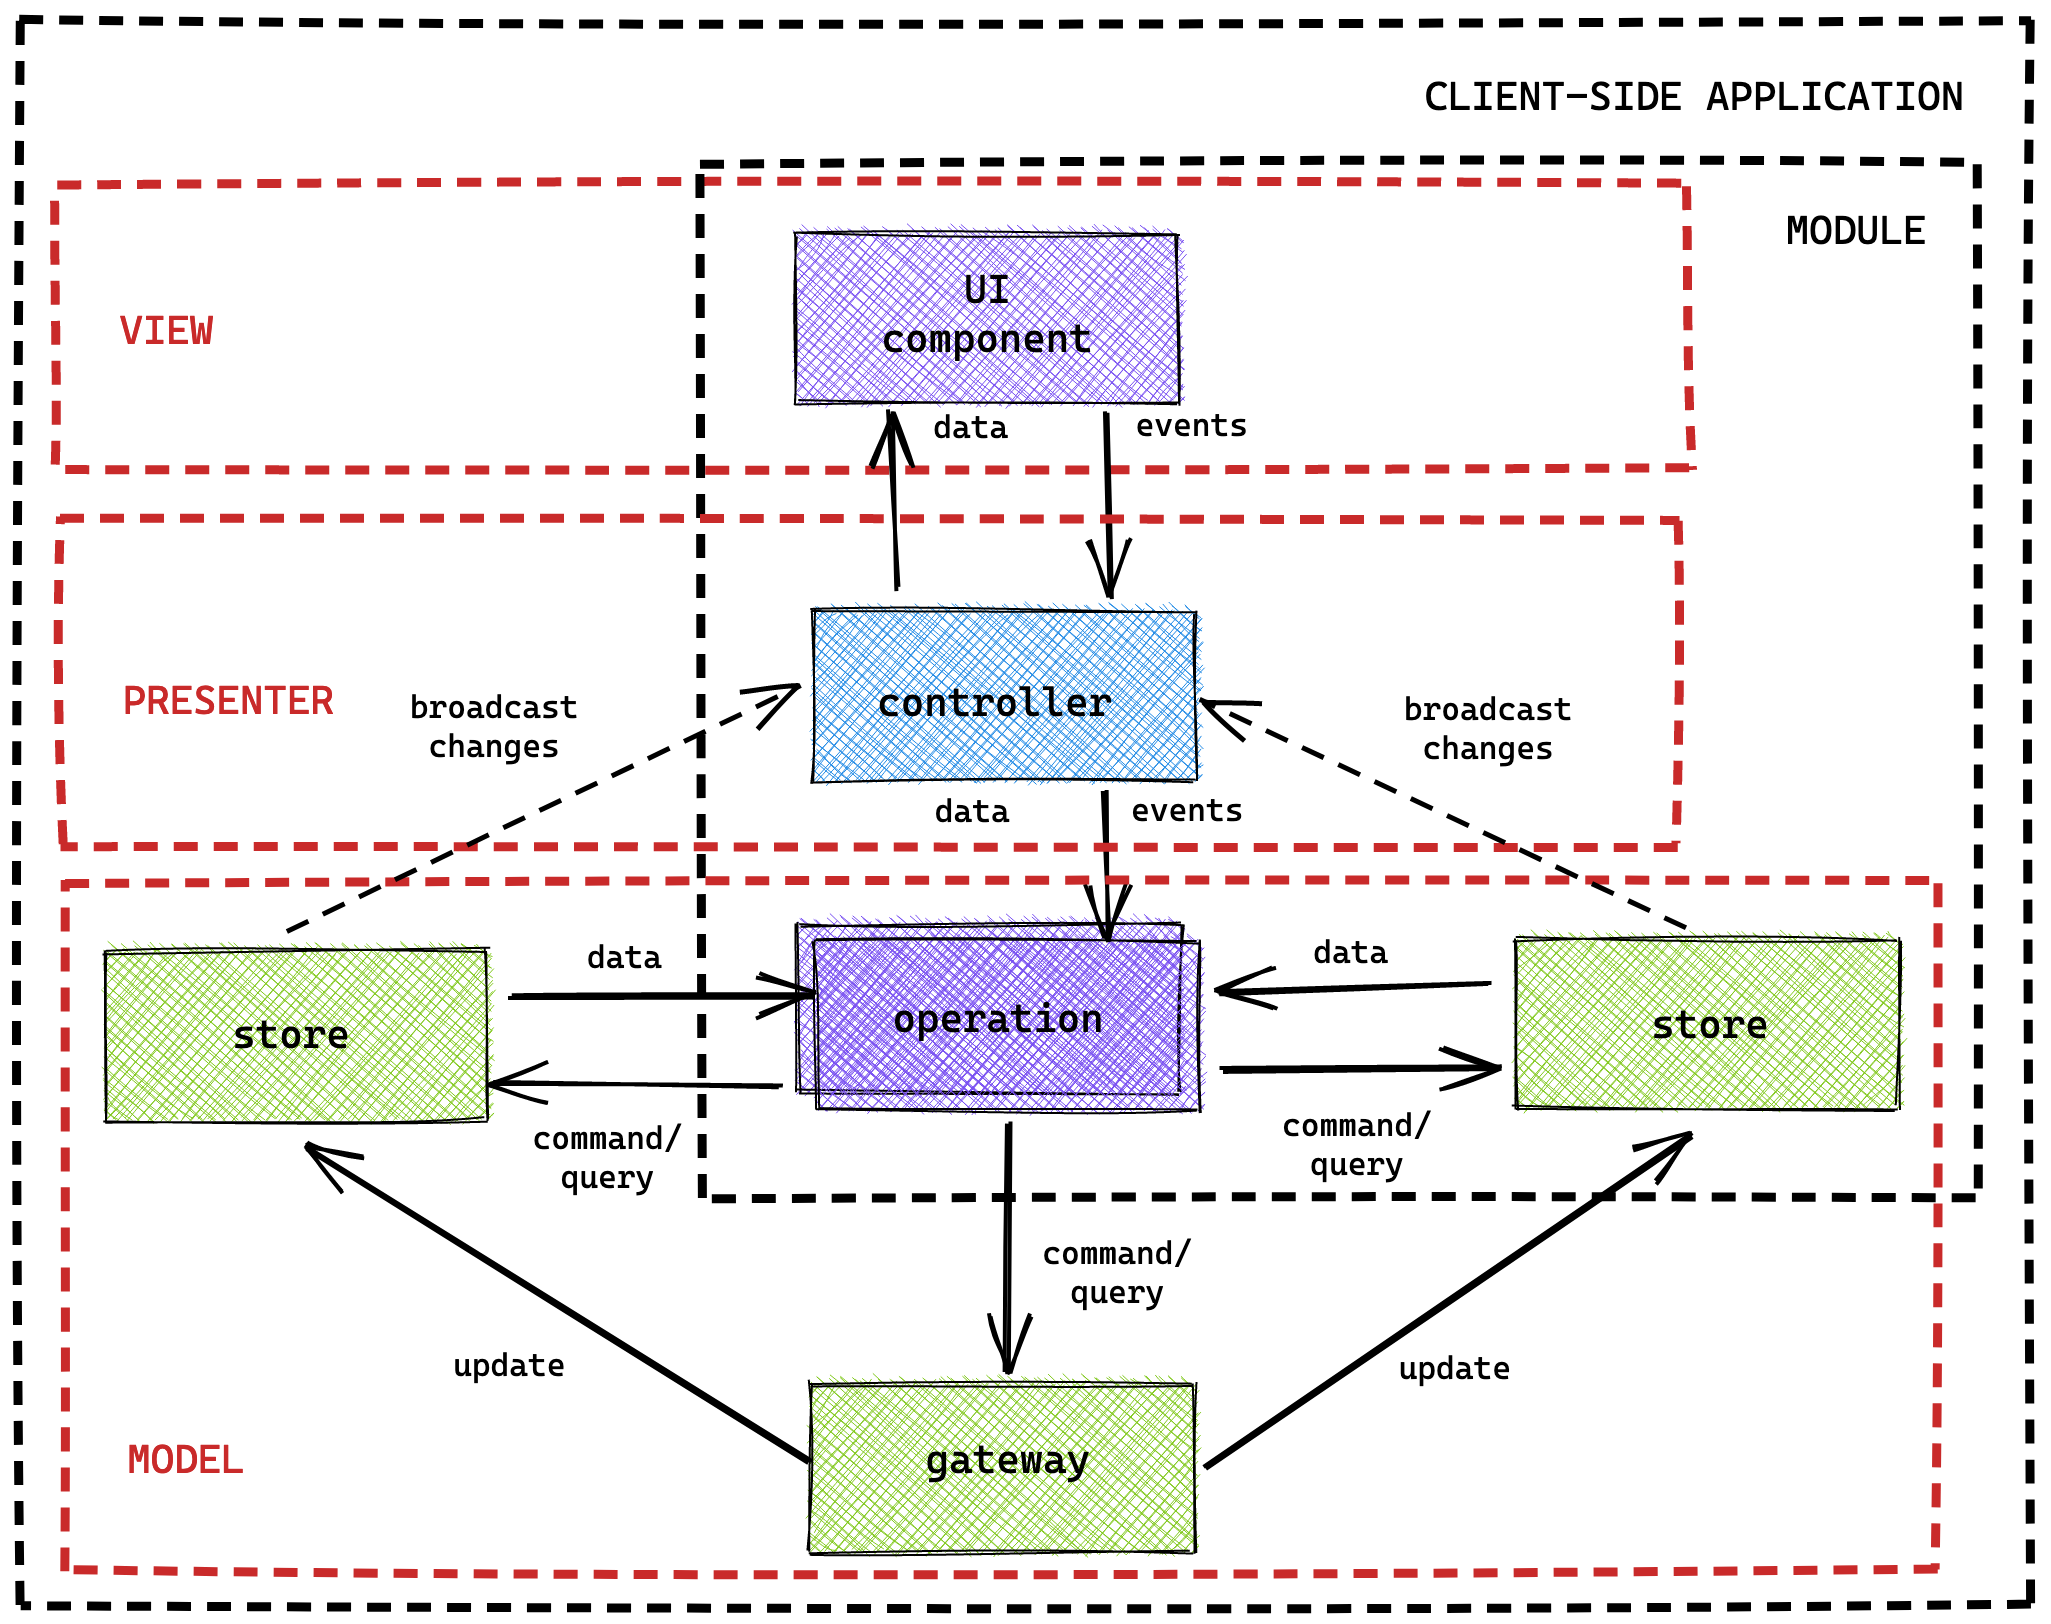 CLIENT-SIDE APPLICATION
MODULE
VIEW
UI
component
data
events
PRESENTER
broadcast
changes
controller
broadcast
changes
data
events
store
data
operation
data
store
command/
query
command/
query
command/
query
update
update
MODEL
gateway